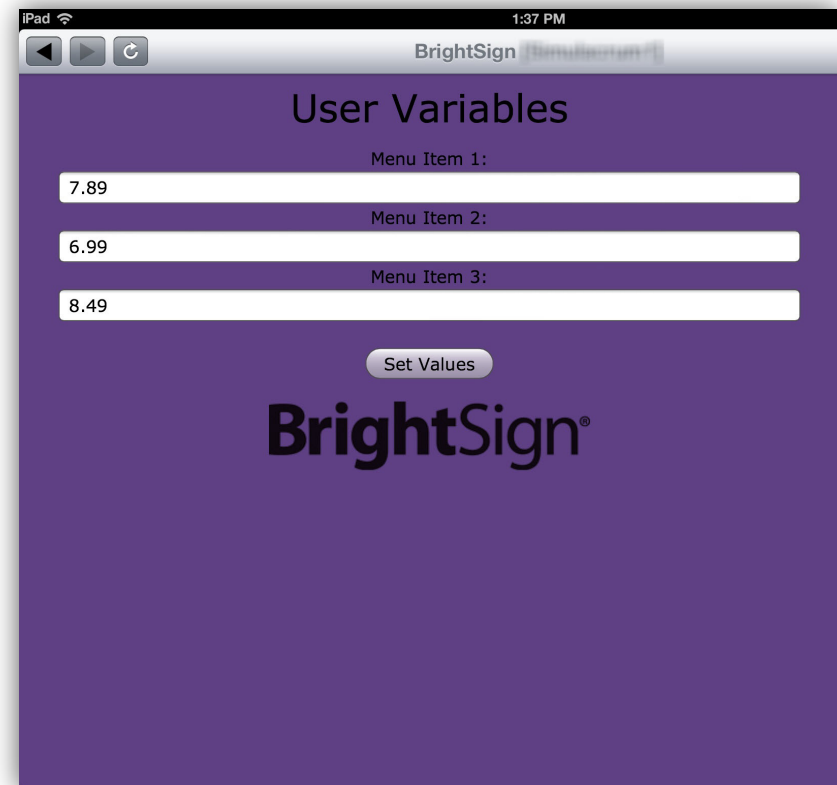 iPad 1:37 PM
BrightSign
User Variables
Menu Item 1:
7.89
Menu Item 2:
6.99
Menu Item 3:
8.49
Set Values
BrightSign®